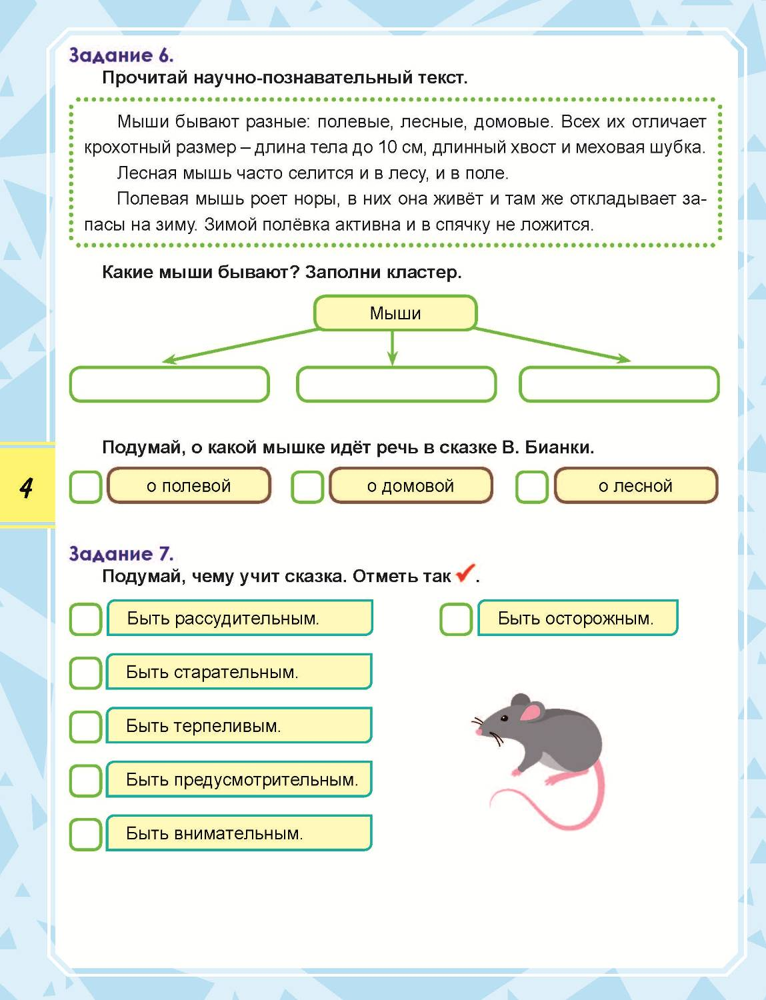 Задание 6.
Прочитай научно-познавательный текст.
Мыши бывают разные: полевые, лесные, домовые. Всех их отличает
крохотный размер – длина тела до 10 см, длинный хвост и меховая шубка.
Лесная мышь часто селится и в лесу, и в поле.
Полевая мышь роет норы, в них она живёт и там же откладывает за-
пасы на зиму. Зимой полёвка активна и в спячку не ложится.
Какие мыши бывают? Заполни кластер.
Мыши
Подумай, о какой мышке идёт речь в сказке В. Бианки.
4
о полевой
о домовой
о лесной
Задание 7.
Подумай, чему учит сказка. Отметь так ✓.
Быть рассудительным.
Быть осторожным.
Быть старательным.
Быть терпеливым.
Быть предусмотрительным.
Быть внимательным.